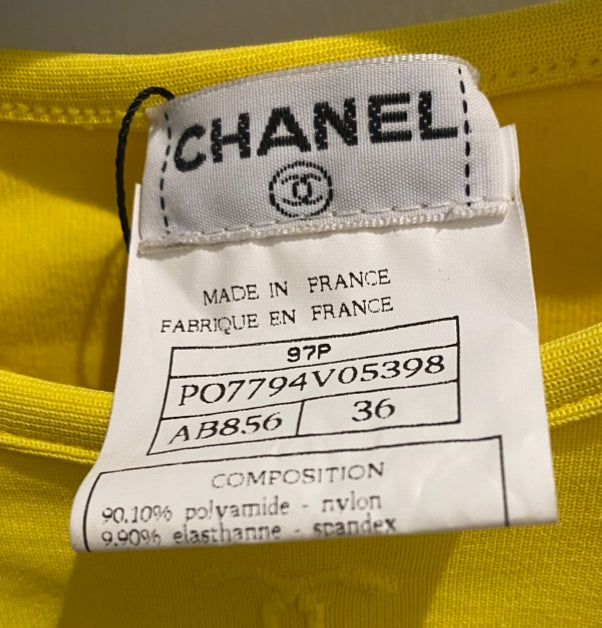 CHANEL
MADE IN FRANCE
FABRIQUE EN FRANCE
97P
PO7794V05398
AB856 36
COMPOSITION
90.10% polyamide - nylon
9.90% elasthanne - spandex